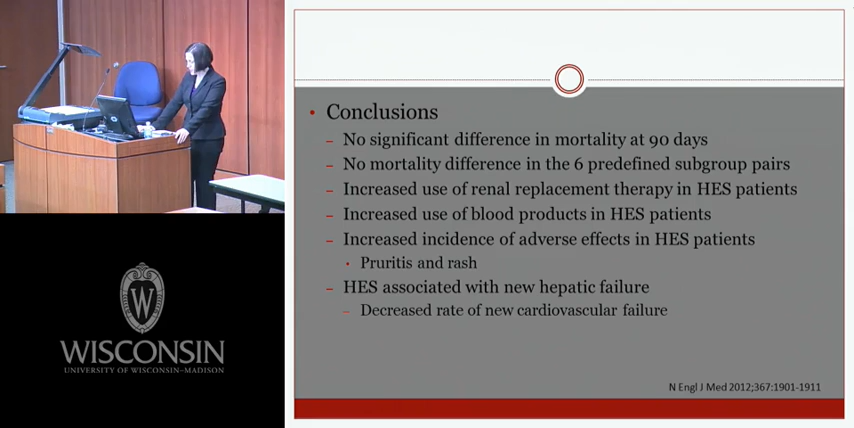 Conclusions
No significant difference in mortality at 90 days
No mortality difference in the 6 predefined subgroup pairs
Increased use of renal replacement therapy in HES patients
Increased use of blood products in HES patients
Increased incidence of adverse effects in HES patients
Pruritis and rash
HES associated with new hepatic failure
Decreased rate of new cardiovascular failure
N Engl J Med 2012;367:1901-1911
W
WISCONSIN
UNIVERSITY OF WISCONSIN–MADISON